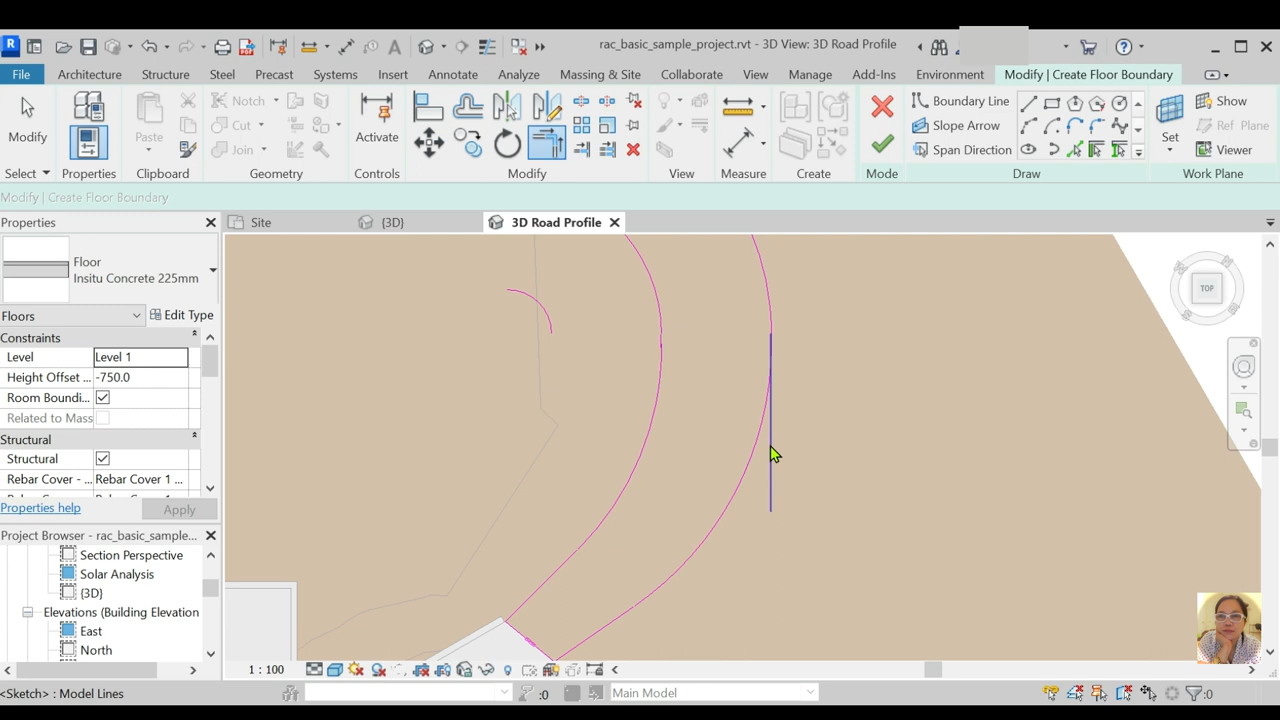 rac_basic_sample_project.rvt - 3D View: 3D Road Profile
File Architecture Structure Steel Precast Systems Insert Annotate Analyze Massing & Site Collaborate View Manage Add-Ins Environment Modify | Create Floor Boundary
Modify Paste Notch Cut Join Activate Boundary Line Slope Arrow Span Direction Set Show Ref Plane Viewer
Select Properties Clipboard Geometry Controls Modify View Measure Create Mode Draw Work Plane
Modify | Create Floor Boundary
Properties Site {3D} 3D Road Profile
Floor
Insitu Concrete 225mm
Floors Edit Type
Constraints
Level Level 1
Height Offset ... -750.0
Room Boundi...
Related to Mass
Structural
Structural
Rebar Cover - ... Rebar Cover 1 ...
Properties help Apply
Project Browser - rac_basic_sample...
Section Perspective
Solar Analysis
{3D}
Elevations (Building Elevation
East
North
TOP
1 : 100
<Sketch> : Model Lines :0 Main Model :0